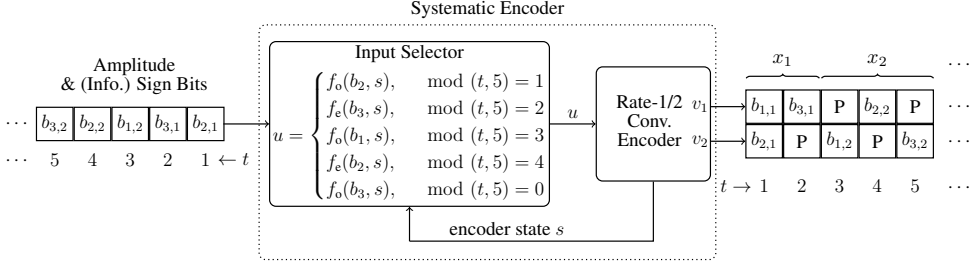 Systematic Encoder
Amplitude
& (Info.) Sign Bits
··· b_{3,2} b_{2,2} b_{1,2} b_{3,1} b_{2,1}
··· 5 4 3 2 1 ← t
Input Selector
u = { f_o(b_2, s), mod (t, 5) = 1
f_e(b_2, s), mod (t, 5) = 2
f_o(b_1, s), mod (t, 5) = 3
f_e(b_2, s), mod (t, 5) = 4
f_o(b_3, s), mod (t, 5) = 0
u
Rate-1/2
Conv.
Encoder
v_1
v_2
encoder state s
x_1 x_2 ···
b_{1,1} b_{3,1} P b_{2,2} P
b_{2,1} P b_{1,2} P b_{3,2} ···
t → 1 2 3 4 5 ···